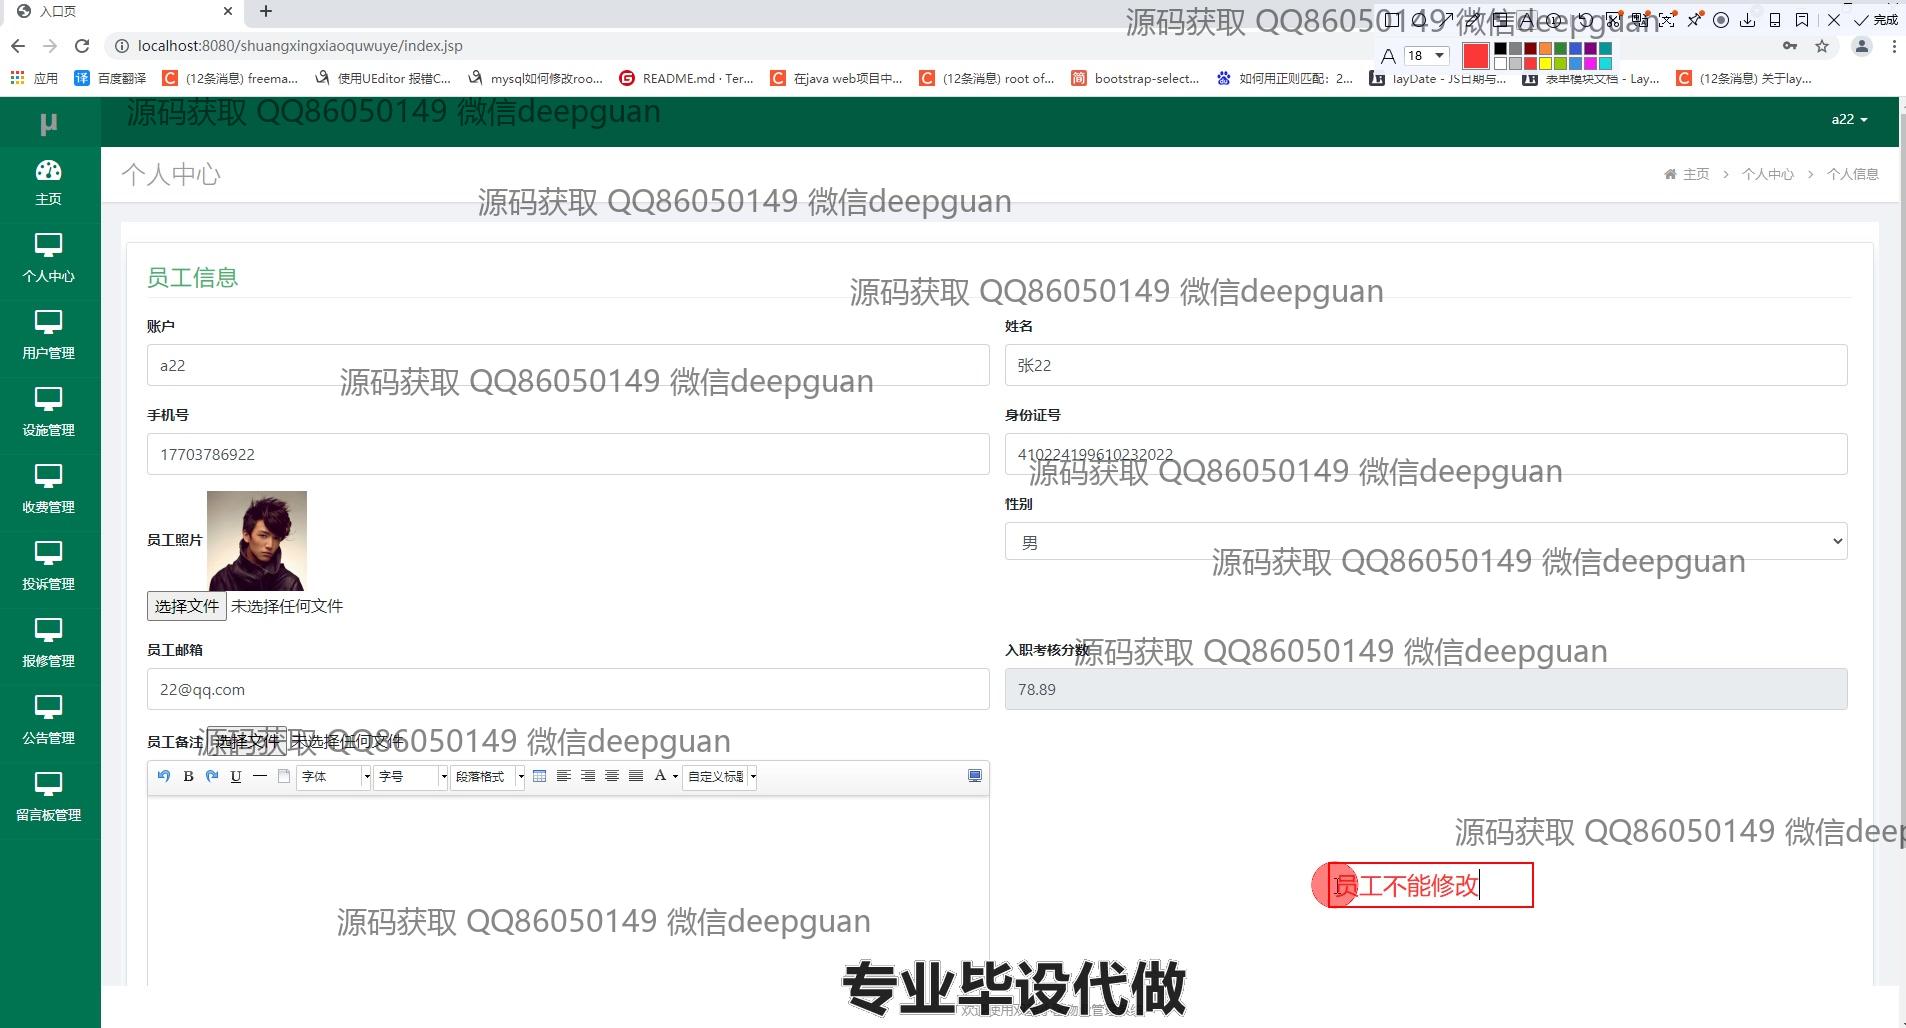 入口页
源码获取 QQ86050149 微信deepguan
完成
localhost:8080/shuangxingxiaoquwuye/index.jsp
A 18
应用 百度翻译 (12条消息) freema... 使用UEditor 报错C... mysql如何修改roo... README.md · Ter... 在java web项目中... (12条消息) root of... bootstrap-select... 如何用正则匹配：2... layDate - JS日期与... 表单模块文档 - Lay... (12条消息) 关于lay...
μ
源码获取 QQ86050149 微信deepguan
a22
主页
个人中心
用户管理
设施管理
收费管理
投诉管理
报修管理
公告管理
留言板管理
个人中心
主页 > 个人中心 > 个人信息
源码获取 QQ86050149 微信deepguan
员工信息
源码获取 QQ86050149 微信deepguan
账户
姓名
a22
张22
源码获取 QQ86050149 微信deepguan
手机号
身份证号
17703786922
410224199610232022
源码获取 QQ86050149 微信deepguan
性别
员工照片
男
源码获取 QQ86050149 微信deepguan
选择文件 未选择任何文件
员工邮箱
入职考核分数
源码获取 QQ86050149 微信deepguan
22@qq.com
78.89
员工备注 选择文件 未选择任何文件
源码获取 QQ86050149 微信deepguan
B U 字体 字号 段落格式 A 自定义标题
源码获取 QQ86050149 微信deep
员工不能修改
源码获取 QQ86050149 微信deepguan
专业毕设代做